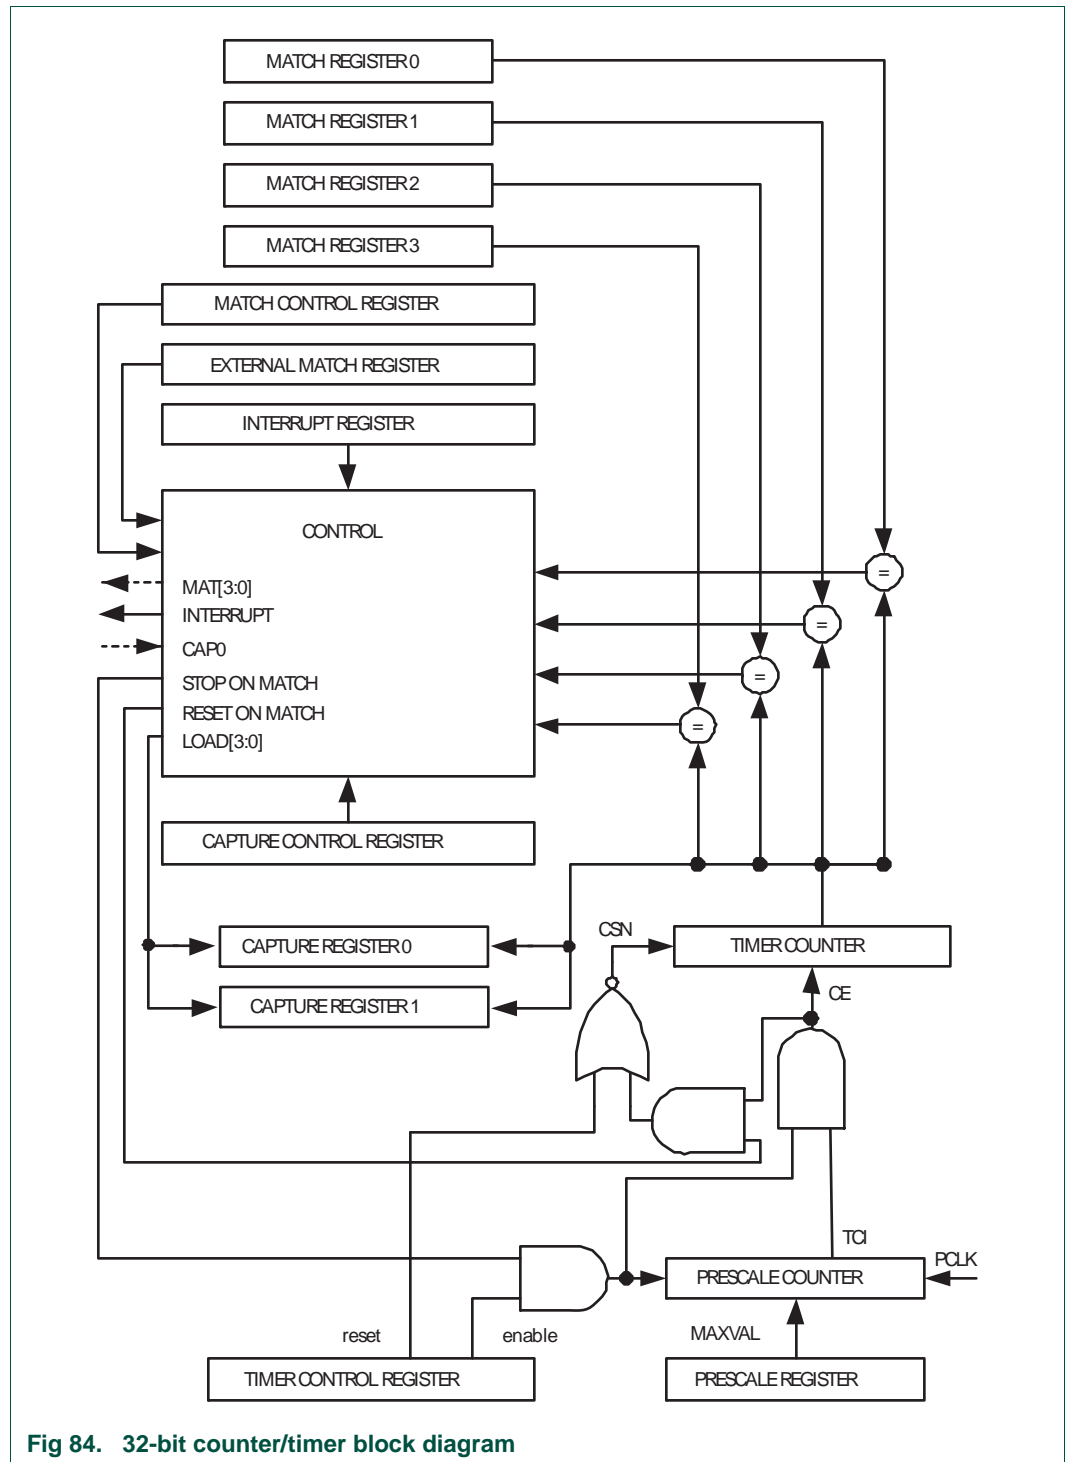 MATCH REGISTER 0
MATCH REGISTER 1
MATCH REGISTER 2
MATCH REGISTER 3
MATCH CONTROL REGISTER
EXTERNAL MATCH REGISTER
INTERRUPT REGISTER
CONTROL
=
MAT[3:0]
INTERRUPT
=
CAP0
STOP ON MATCH
=
RESET ON MATCH
=
LOAD[3:0]
CAPTURE CONTROL REGISTER
CSN
CAPTURE REGISTER 0
TIMER COUNTER
CE
CAPTURE REGISTER 1
TCI
PCLK
PRESCALE COUNTER
reset
enable
MAXVAL
TIMER CONTROL REGISTER
PRESCALE REGISTER
Fig 84. 32-bit counter/timer block diagram